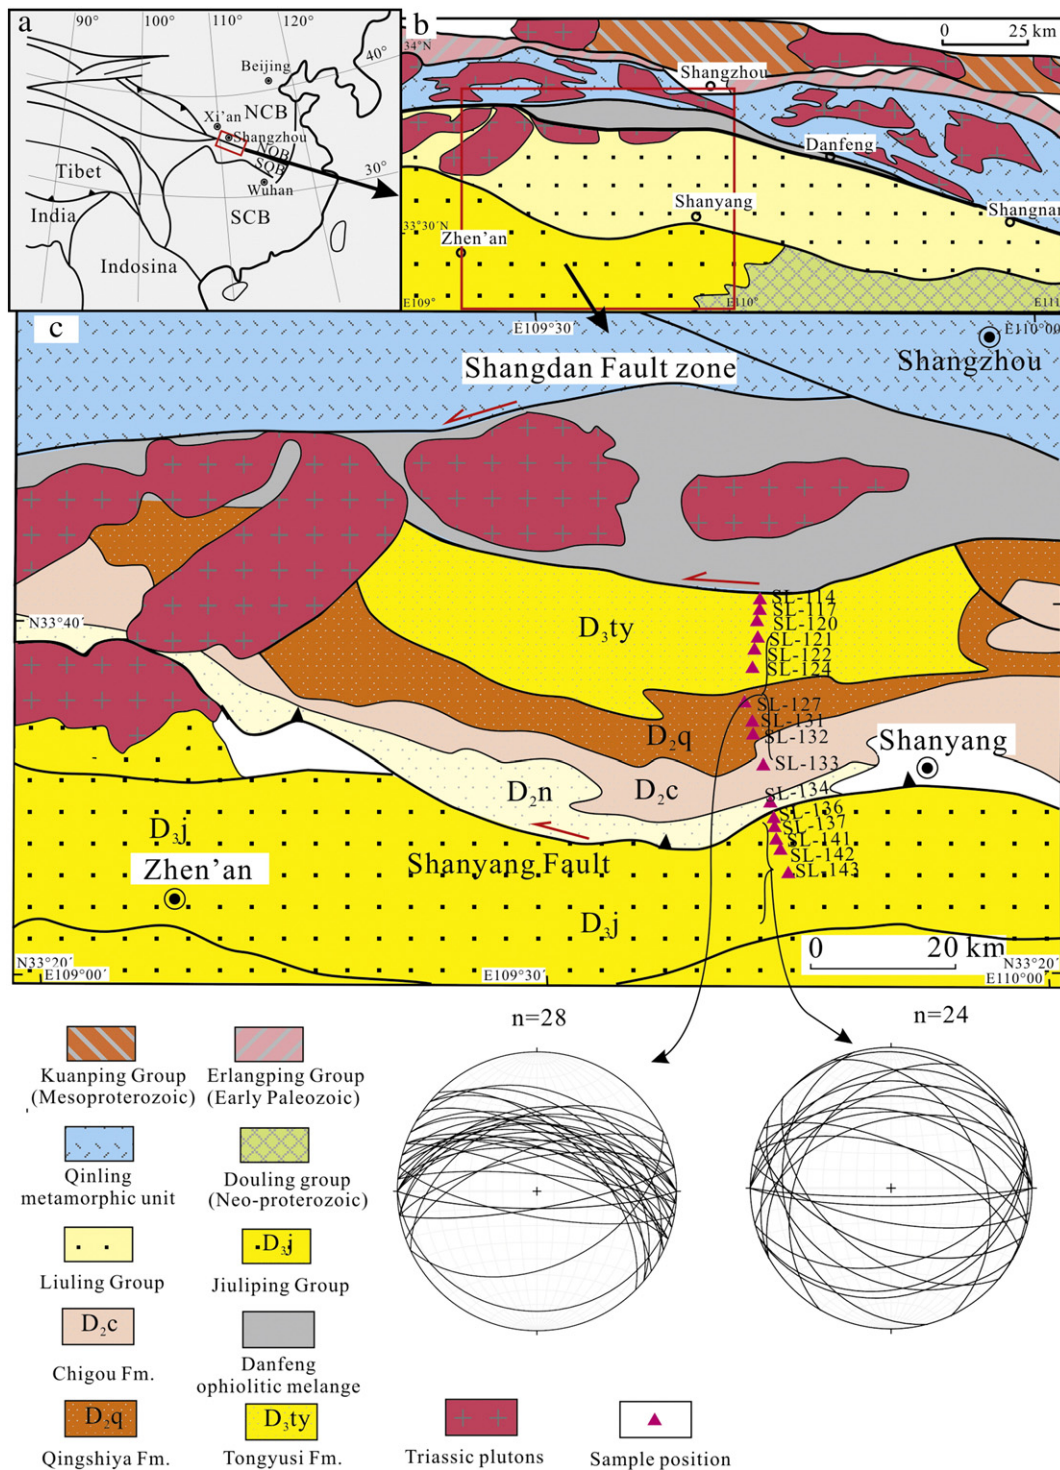 a
90°
100°
110°
120°
40°
Beijing
Xi'an
NCB
Shangzhou
NQB
SQB
30°
Tibet
Wuhan
India
SCB
Indosina
b
0 25 km
34°N
Shangzhou
Danfeng
Shanyang
Shangnan
33°30′N
Zhen'an
E109°
E110°
E111
c
E109°30′
E110°00′
Shangzhou
Shangdan Fault zone
N33°40′
D₃ty
SL-114
SL-117
SL-120
SL-121
SL-122
SL-124
SL-127
SL-131
SL-132
D₂q
SL-133
Shanyang
D₂n
D₂c
SL-134
SL-136
SL-137
SL-141
SL-142
SL-143
D₃j
Shanyang Fault
Zhen'an
D₃j
0 20 km
N33°20′
E109°00′
E109°30′
N33°20′
E110°00′
n=28
n=24
Kuanping Group
(Mesoproterozoic)
Erlangping Group
(Early Paleozoic)
Qinling
metamorphic unit
Douling group
(Neo-proterozoic)
Liuling Group
D₃j
Jiuliping Group
D₂c
Chigou Fm.
Danfeng
ophiolitic melange
D₂q
Qingshiya Fm.
D₃ty
Tongyusi Fm.
Triassic plutons
Sample position